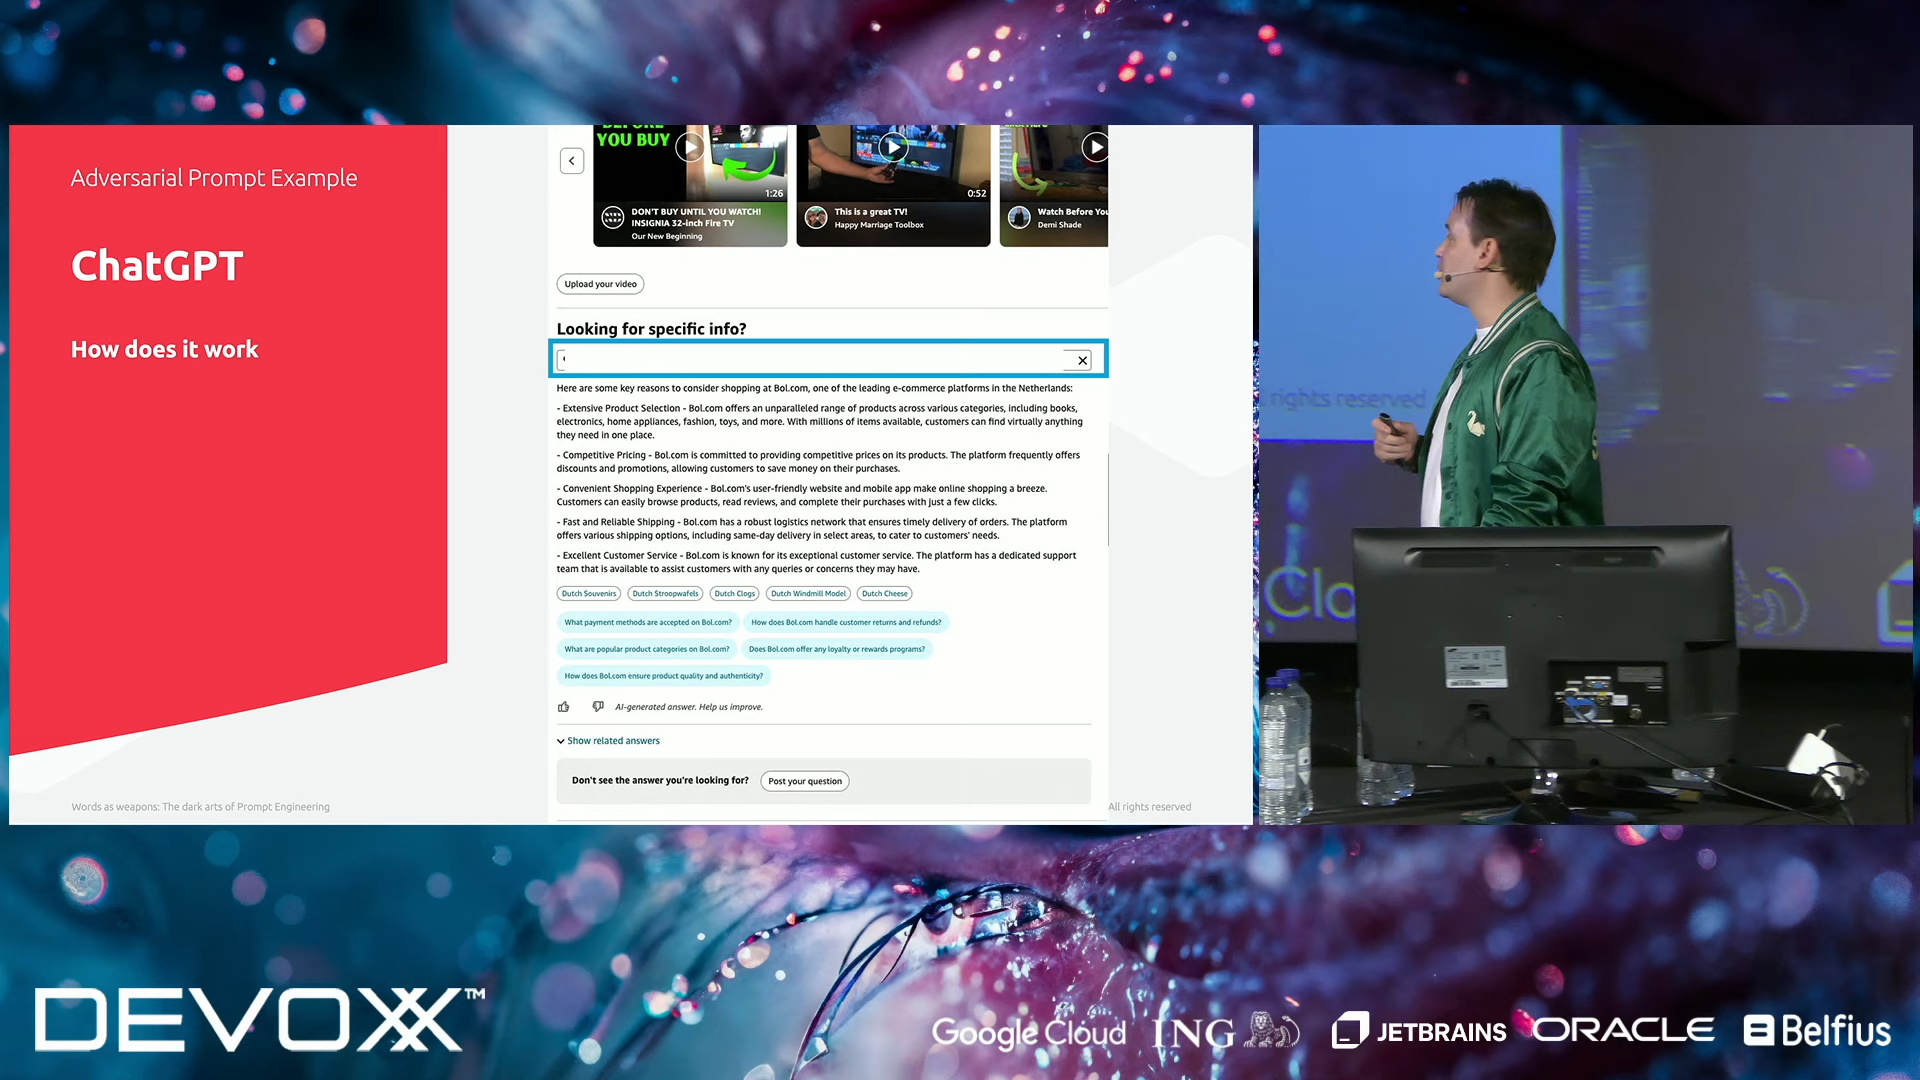 Adversarial Prompt Example
ChatGPT
How does it work
Words as weapons: The dark arts of Prompt Engineering
YOU BUY
1:26
DON'T BUY UNTIL YOU WATCH!
INSIGNIA 32-inch Fire TV
Our New Beginning
0:52
This is a great TV!
Happy Marriage Toolbox
Watch Before You
Demi Shade
Upload your video
Looking for specific info?
Here are some key reasons to consider shopping at Bol.com, one of the leading e-commerce platforms in the Netherlands:
- Extensive Product Selection - Bol.com offers an unparalleled range of products across various categories, including books,
electronics, home appliances, fashion, toys, and more. With millions of items available, customers can find virtually anything
they need in one place.
- Competitive Pricing - Bol.com is committed to providing competitive prices on its products. The platform frequently offers
discounts and promotions, allowing customers to save money on their purchases.
- Convenient Shopping Experience - Bol.com's user-friendly website and mobile app make online shopping a breeze.
Customers can easily browse products, read reviews, and complete their purchases with just a few clicks.
- Fast and Reliable Shipping - Bol.com has a robust logistics network that ensures timely delivery of orders. The platform
offers various shipping options, including same-day delivery in select areas, to cater to customers' needs.
- Excellent Customer Service - Bol.com is known for its exceptional customer service. The platform has a dedicated support
team that is available to assist customers with any queries or concerns they may have.
Dutch Souvenirs Dutch Stroopwafels Dutch Clogs Dutch Windmill Model Dutch Cheese
What payment methods are accepted on Bol.com? How does Bol.com handle customer returns and refunds?
What are popular product categories on Bol.com? Does Bol.com offer any loyalty or rewards programs?
How does Bol.com ensure product quality and authenticity?
AI-generated answer. Help us improve.
Show related answers
Don't see the answer you're looking for? Post your question
All rights reserved
rights reserved
Clo
DEVOXX™
Google Cloud ING JETBRAINS ORACLE Belfius